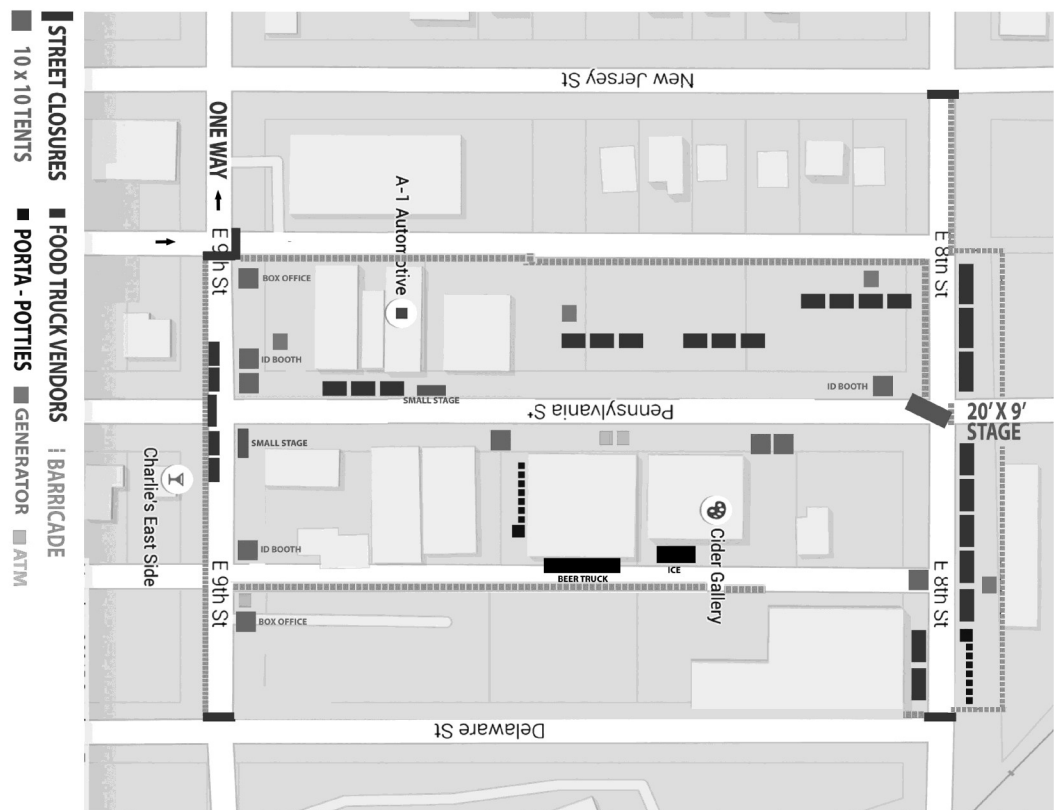 STREET CLOSURES
FOOD TRUCK VENDORS
BARRICADE
10 x 10 TENTS
PORTA - POTTIES
GENERATOR
ATM
New Jersey St
ONE WAY
A-1 Automotive
E 9th St
E 8th St
BOX OFFICE
ID BOOTH
SMALL STAGE
ID BOOTH
Pennsylvania St
20' X 9'
STAGE
SMALL STAGE
Charlie's East Side
Cider Gallery
ID BOOTH
ICE
BEER TRUCK
E 9th St
E 8th St
BOX OFFICE
Delaware St